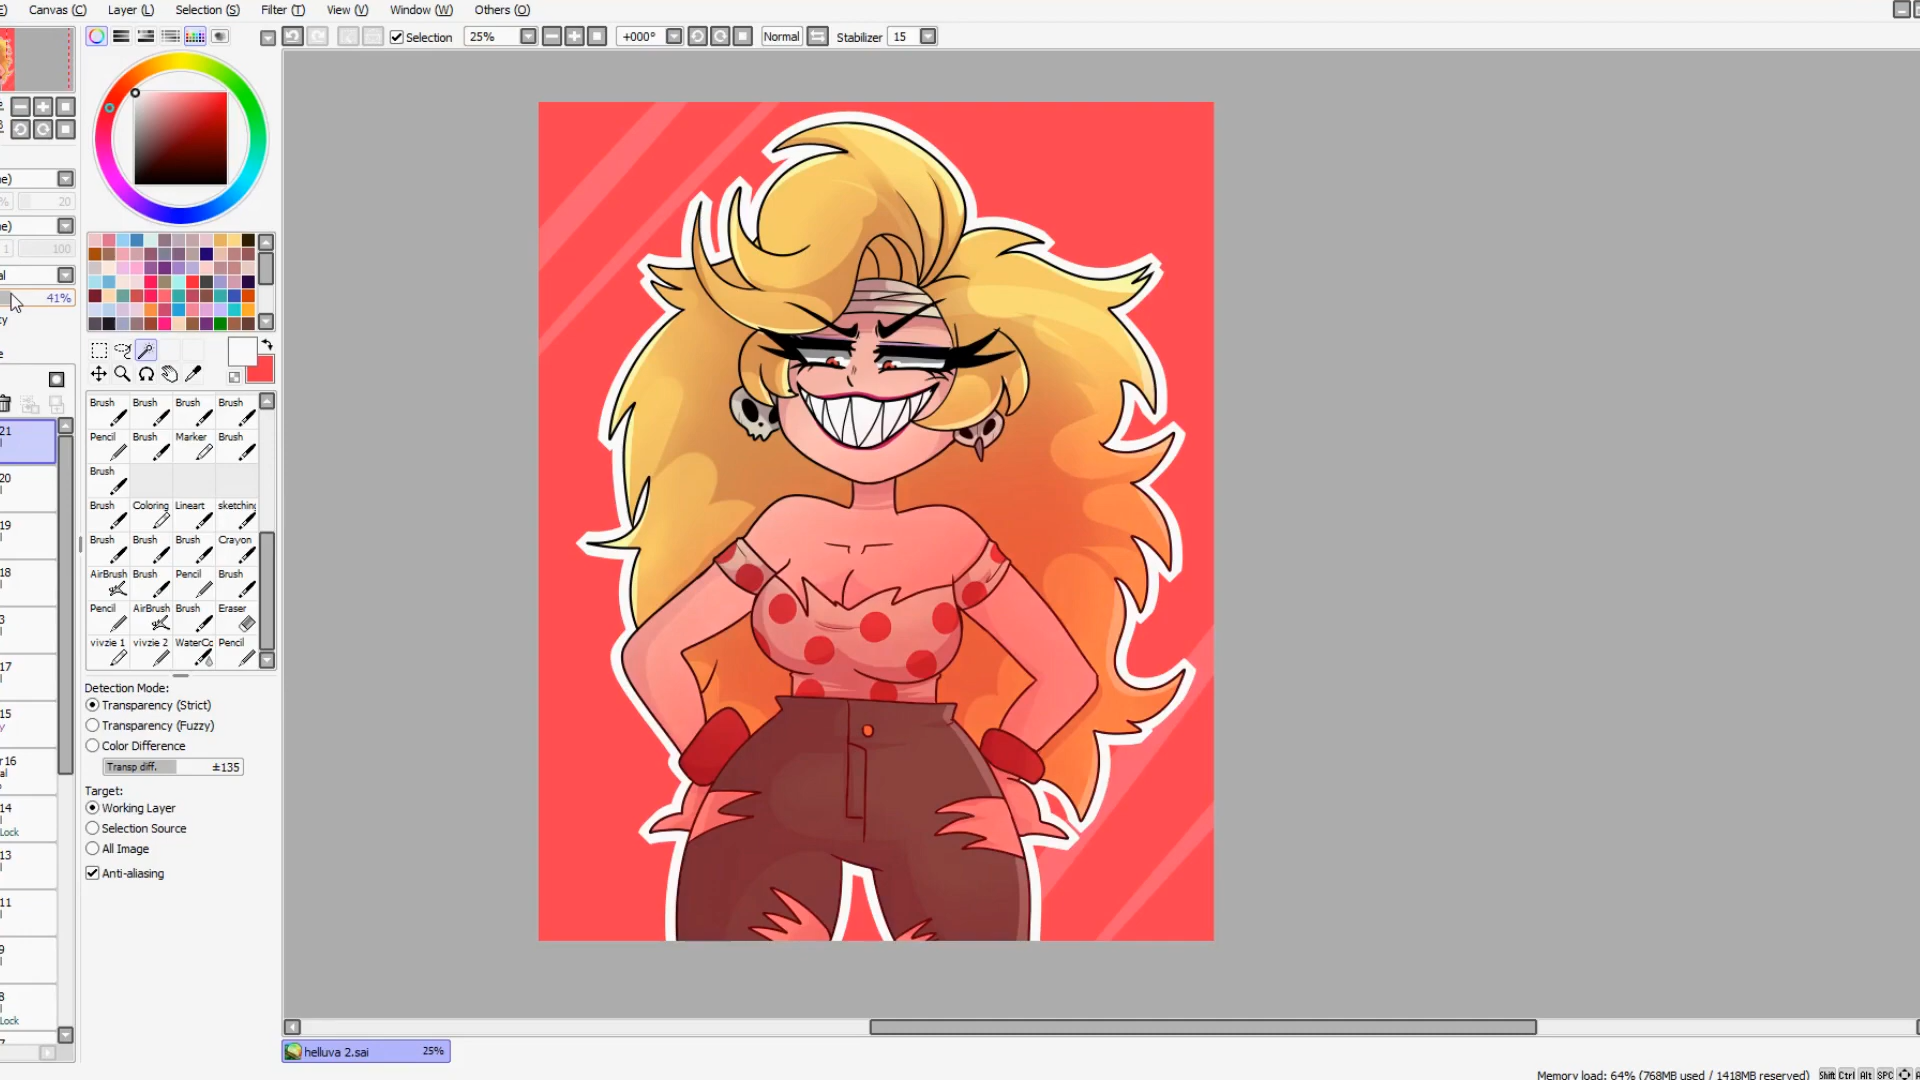 Canvas (C) Layer (L) Selection (S) Filter (T) View (V) Window (W) Others (O)
Selection 25% +000° Normal Stabilizer 15
% 20
1 100
41%
Brush Brush Brush Brush
Pencil Brush Marker Brush
Brush
Brush Coloring Lineart sketchin
Brush Brush Brush Crayon
AirBrush Brush Pencil Brush
Pencil AirBrush Brush Eraser
vivzie 1 vivzie 2 WaterCo Pencil
21
20
19
18
3
17
15
16
14
Lock
13
11
9
8
Lock
Detection Mode:
Transparency (Strict)
Transparency (Fuzzy)
Color Difference
Transp diff. ±135
Target:
Working Layer
Selection Source
All Image
Anti-aliasing
helluva 2.sai 25%
Memory load: 64% (768MB used / 1418MB reserved) Shift Ctrl Alt SPC